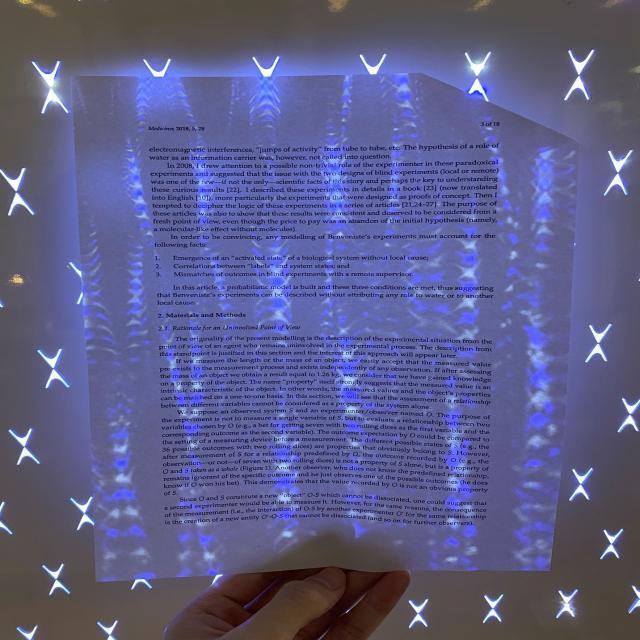 Medicines 2018, 5, 28
3 of 18
electromagnetic interferences, "jumps of activity" from tube to tube, etc. The hypothesis of a role of
water as an information carrier was, however, not called into question.
In 2008, I drew attention to a possible non-trivial role of the experimenter in these paradoxical
experiments and suggested that the issue with the two designs of blind experiments (local or remote)
was one of the few—if not the only—scientific facts of this story and perhaps the key to understanding
these curious results [22]. I described these experiments in details in a book [23] (now translated
into English [10]), more particularly the experiments that were designed as proofs of concept. Then I
tempted to decipher the logic of these experiments in a series of articles [21,24–27]. The purpose of
these articles was also to show that these results were consistent and deserved to be considered from a
fresh point of view, even though the price to pay was an abandon of the initial hypothesis (namely,
a molecular-like effect without molecules).
In order to be convincing, any modelling of Benveniste's experiments must account for the
following facts:
1. Emergence of an "activated state" of a biological system without local cause;
2. Correlations between "labels" and system states; and
3. Mismatches of outcomes in blind experiments with a remote supervisor.
In this article, a probabilistic model is built and these three conditions are met, thus suggesting
that Benveniste's experiments can be described without attributing any role to water or to another
local cause.
2. Materials and Methods
2.1. Rationale for an Uninvolved Point of View
The originality of the present modelling is the description of the experimental situation from the
point of view of an agent who remains uninvolved in the experimental process. The description from
this standpoint is justified in this section and the interest of this approach will appear later.
If we measure the length or the mass of an object, we easily accept that the measured value
pre-exists to the measurement process and exists independently of any observation. If after assessing
the mass of an object we obtain a result equal to 1.26 kg, we consider that we have gained knowledge
on a property of the object. The name "property" itself strongly suggests that the measured value is an
intrinsic characteristic of the object. In other words, the measured values and the object's properties
can be matched on a one-to-one basis. In this section, we will see that the assessment of a relationship
between different variables cannot be considered as a property of the system alone.
We suppose an observed system S and an experimenter/observer named O. The purpose of
the experiment is not to measure a single variable of S, but to evaluate a relationship between two
variables chosen by O (e.g., a bet for getting seven with two rolling dices as the first variable and the
corresponding outcome as the second variable). The outcome expectation by O could be compared to
the setting of a measuring device before a measurement. The different possible states of S (e.g., the
36 possible outcomes with two rolling dices) are properties that obviously belong to S. However,
after measurement of S for a relationship predefined by O, the outcome recorded by O (e.g., the
observation—or not—of seven with two rolling dices) is not a property of S alone, but is a property of
O and S taken as a whole (Figure 1). Another observer, who does not know the predefined relationship,
remains ignorant of the specific outcome and he just observes one of the possible outcomes (he does
know if O won his bet). This demonstrates that the value recorded by O is not an obvious property
of S.
Since O and S constitute a new "object" O-S which cannot be dissociated, one could suggest that
a second experimenter would be able to measure it. However, for the same reasons, the consequence
of the measurement (i.e., the interaction) of O-S by another experimenter O′ for the same relationship
is the creation of a new entity O′-O-S that cannot be dissociated (and so on for further observers).